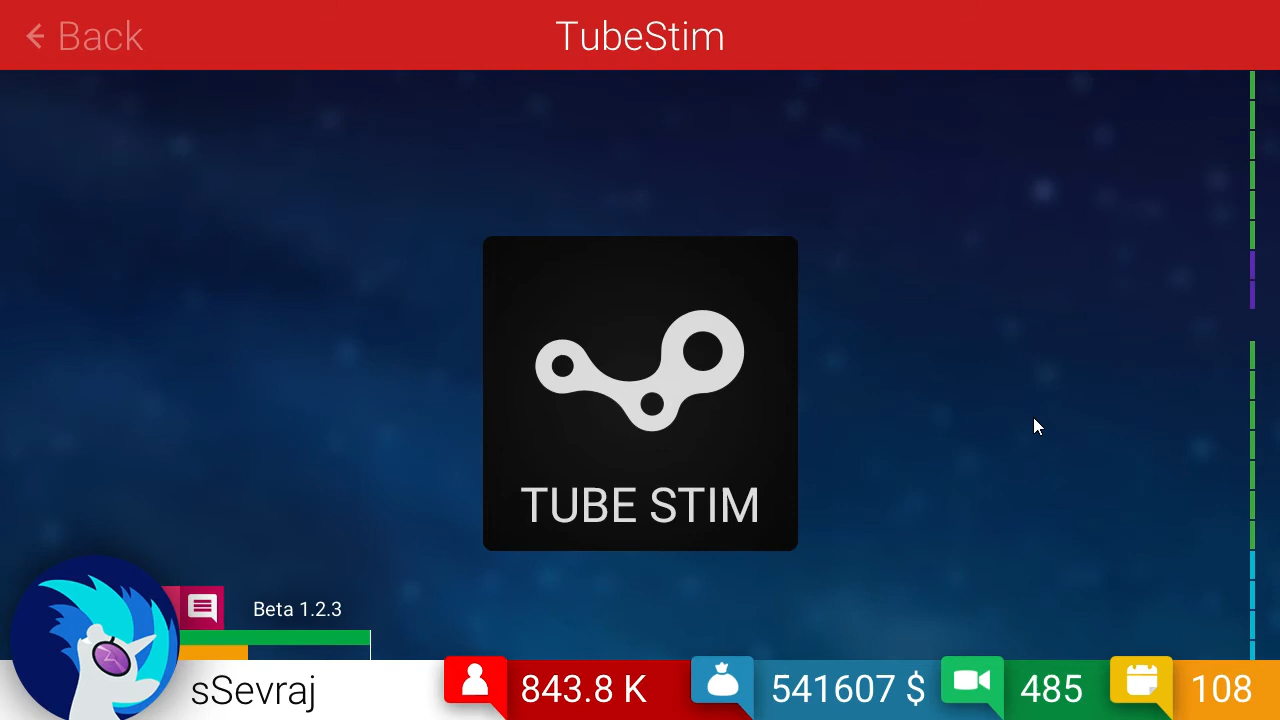 Back
TubeStim
TUBE STIM
Beta 1.2.3
sSevraj
843.8 K
541607 $
485
108